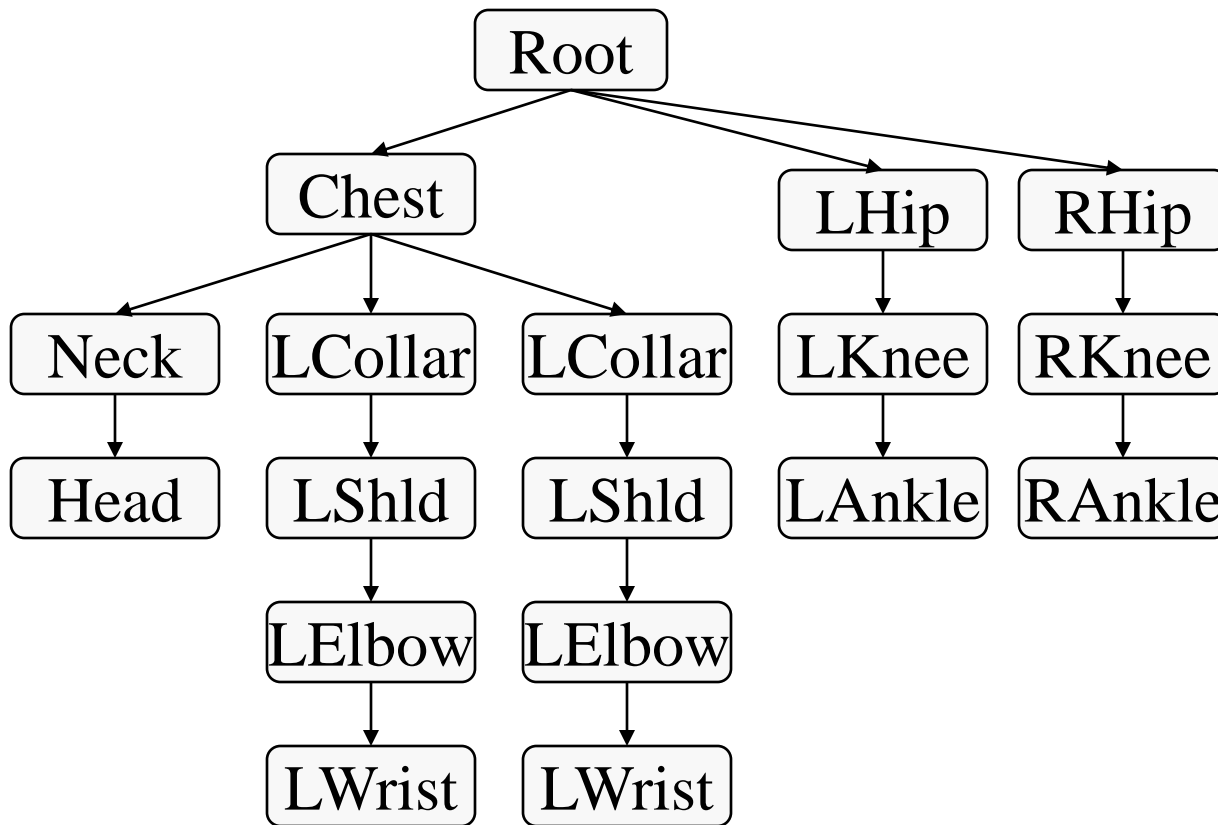 Root
Chest
LHip
RHip
Neck
LCollar
LCollar
LKnee
RKnee
Head
LShld
LShld
LAnkle
RAnkle
LElbow
LElbow
LWrist
LWrist